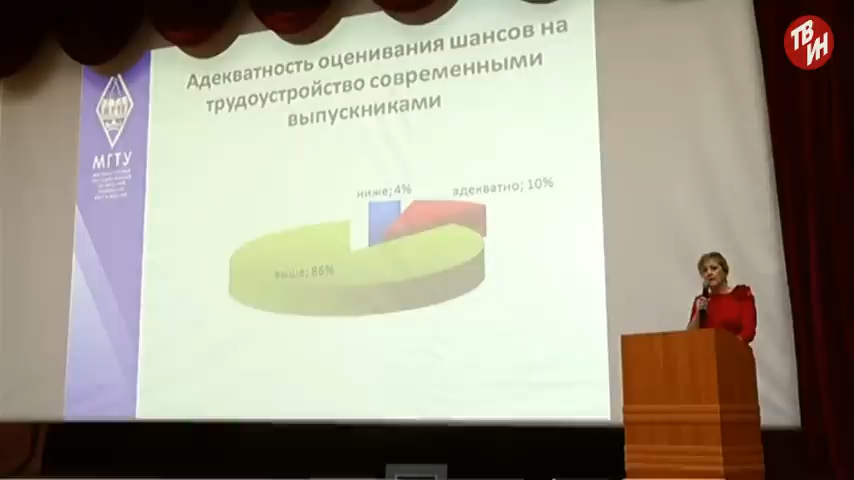 ТВ
ИН
Адекватность оценивания шансов на
трудоустройство современными
выпускниками
МГТУ
ниже; 4%
адекватно; 10%
выше; 86%